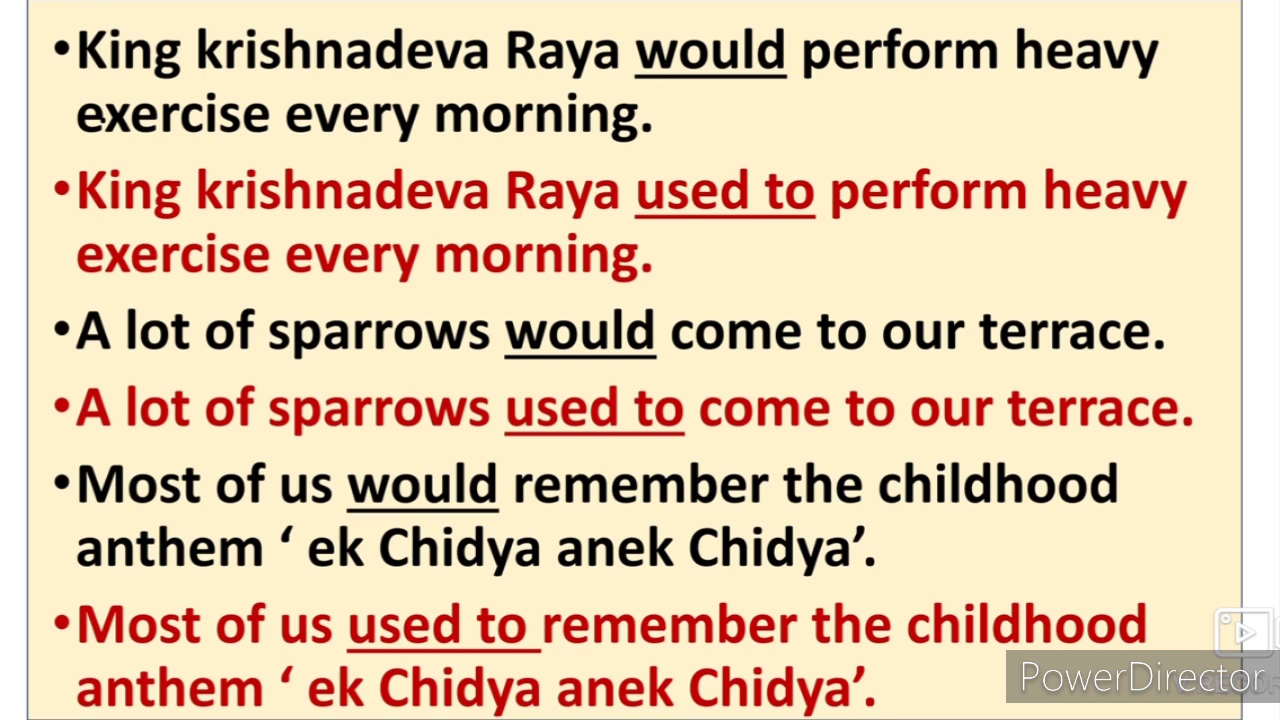 •King krishnadeva Raya would perform heavy
exercise every morning.
•King krishnadeva Raya used to perform heavy
exercise every morning.
•A lot of sparrows would come to our terrace.
•A lot of sparrows used to come to our terrace.
•Most of us would remember the childhood
anthem ‘ ek Chidya anek Chidya’.
•Most of us used to remember the childhood
anthem ‘ ek Chidya anek Chidya’.
PowerDirector